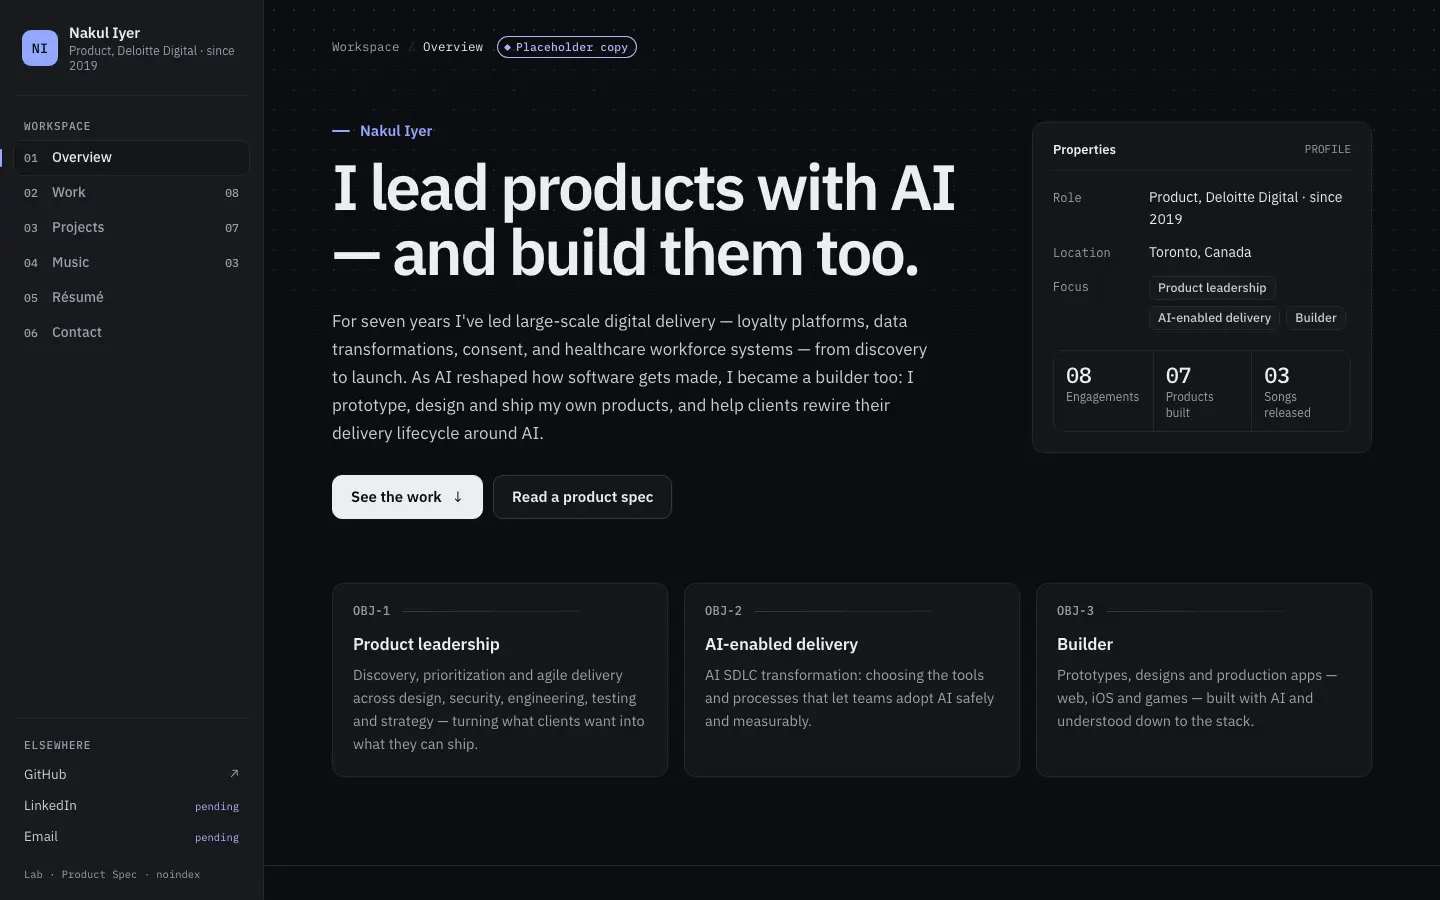 NI
Nakul Iyer
Product, Deloitte Digital · since
2019
WORKSPACE
01 Overview
02 Work 08
03 Projects 07
04 Music 03
05 Résumé
06 Contact
ELSEWHERE
GitHub ↗
LinkedIn pending
Email pending
Lab · Product Spec · noindex
Workspace / Overview ◆ Placeholder copy
— Nakul Iyer
I lead products with AI
— and build them too.
For seven years I've led large-scale digital delivery — loyalty platforms, data
transformations, consent, and healthcare workforce systems — from discovery
to launch. As AI reshaped how software gets made, I became a builder too: I
prototype, design and ship my own products, and help clients rewire their
delivery lifecycle around AI.
See the work ↓
Read a product spec
Properties PROFILE
Role Product, Deloitte Digital · since
2019
Location Toronto, Canada
Focus Product leadership
AI-enabled delivery Builder
08 07 03
Engagements Products Songs
built released
OBJ-1
Product leadership
Discovery, prioritization and agile delivery
across design, security, engineering, testing
and strategy — turning what clients want into
what they can ship.
OBJ-2
AI-enabled delivery
AI SDLC transformation: choosing the tools
and processes that let teams adopt AI safely
and measurably.
OBJ-3
Builder
Prototypes, designs and production apps —
web, iOS and games — built with AI and
understood down to the stack.